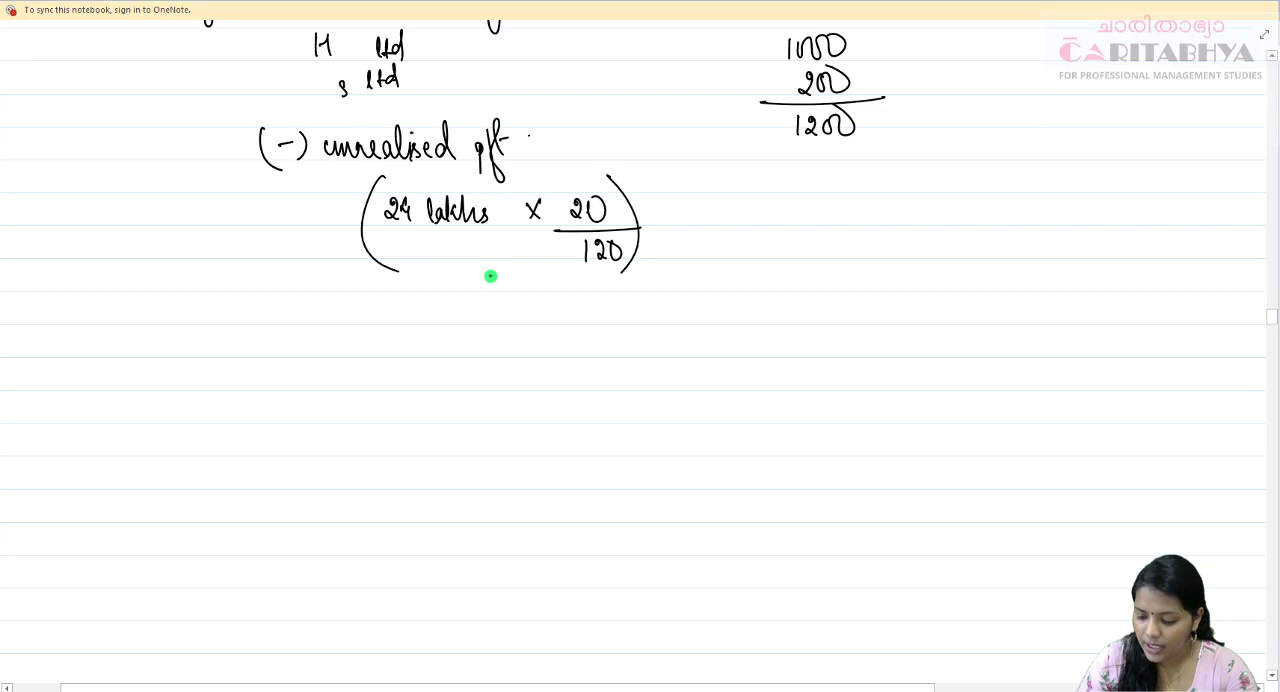 To sync this notebook, sign in to OneNote.
ചാരിതാഭ്യാ
CARITABHYA
FOR PROFESSIONAL MANAGEMENT STUDIES
H Ltd 1000
S Ltd 200
1200
(-) unrealised pft
(24 lakhs × 20
120)